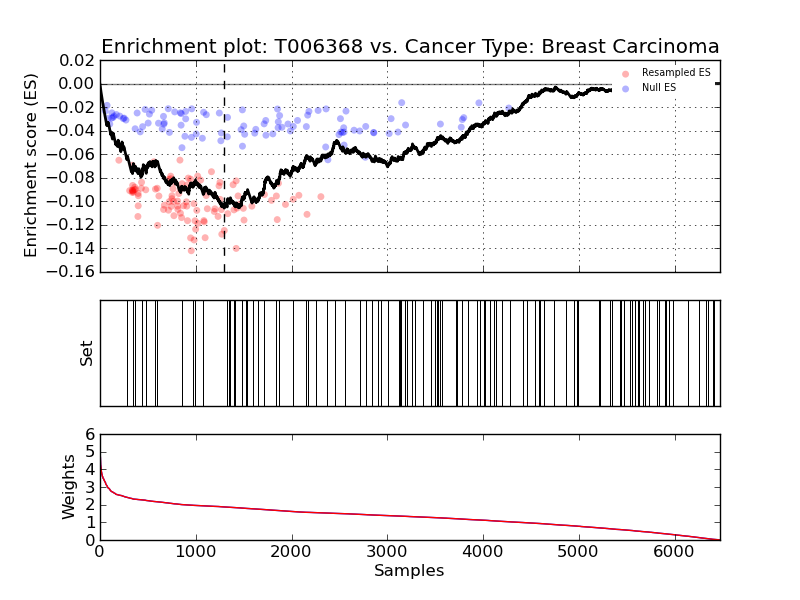 Enrichment plot: T006368 vs. Cancer Type: Breast Carcinoma
0.02
0.00
−0.02
−0.04
−0.06
−0.08
−0.10
−0.12
−0.14
−0.16
Enrichment score (ES)
Resampled ES
Null ES
Set
6
5
4
3
2
1
0
Weights
0 1000 2000 3000 4000 5000 6000
Samples